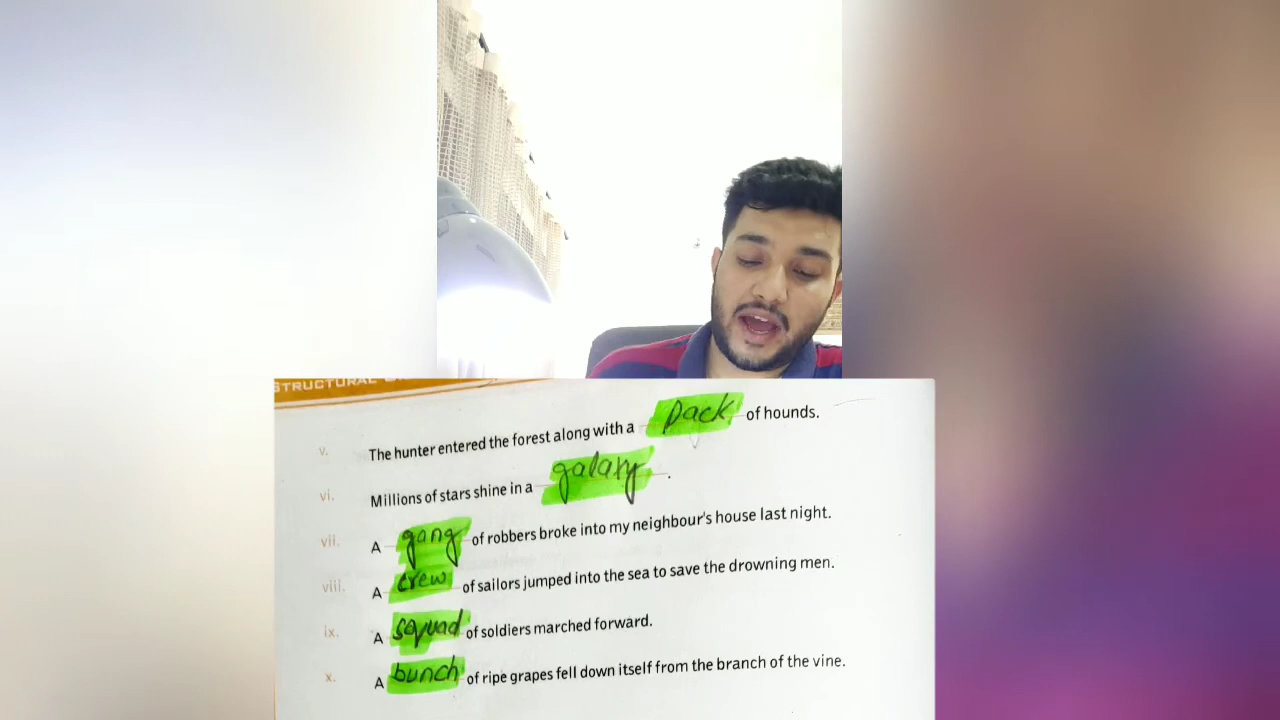 STRUCTURAL
v. The hunter entered the forest along with a pack of hounds.
vi. Millions of stars shine in a galaxy.
vii. A gang of robbers broke into my neighbour's house last night.
viii. A crew of sailors jumped into the sea to save the drowning men.
ix. A squad of soldiers marched forward.
x. A bunch of ripe grapes fell down itself from the branch of the vine.